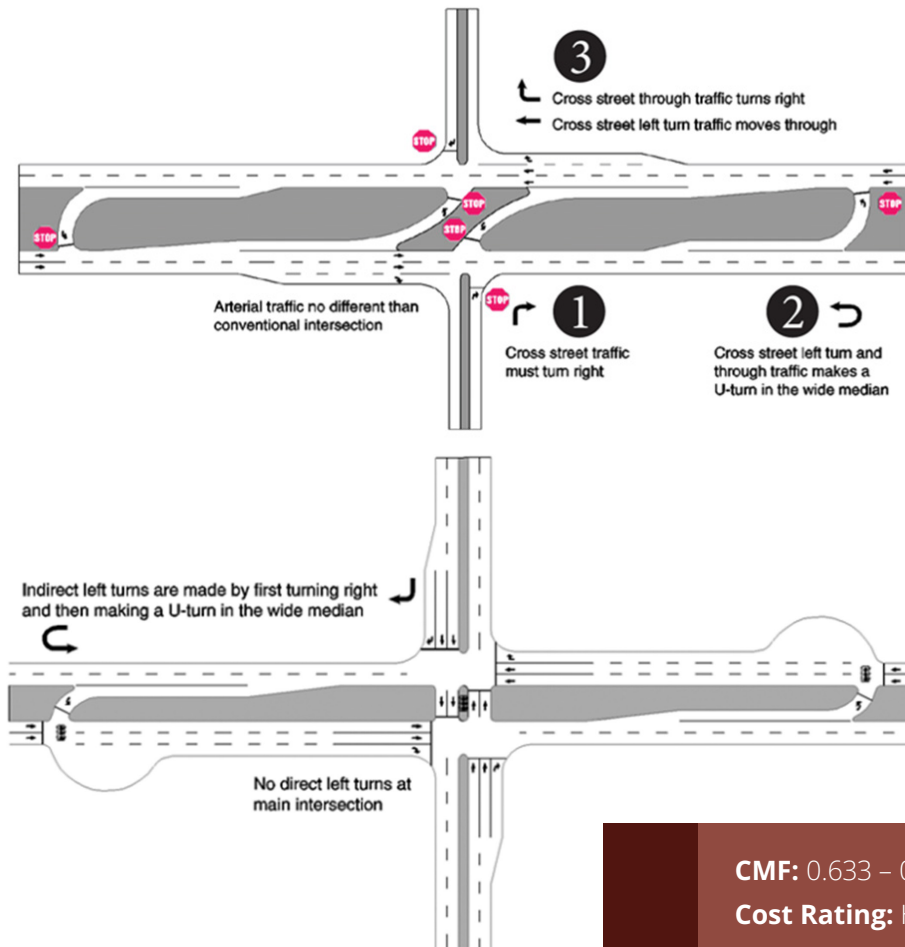 3
Cross street through traffic turns right
Cross street left turn traffic moves through
STOP
STOP
STOP
STOP
STOP
STOP
Arterial traffic no different than
conventional intersection
1
Cross street traffic
must turn right
2
Cross street left turn and
through traffic makes a
U-turn in the wide median
Indirect left turns are made by first turning right
and then making a U-turn in the wide median
No direct left turns at
main intersection
CMF: 0.633 –
Cost Rating: